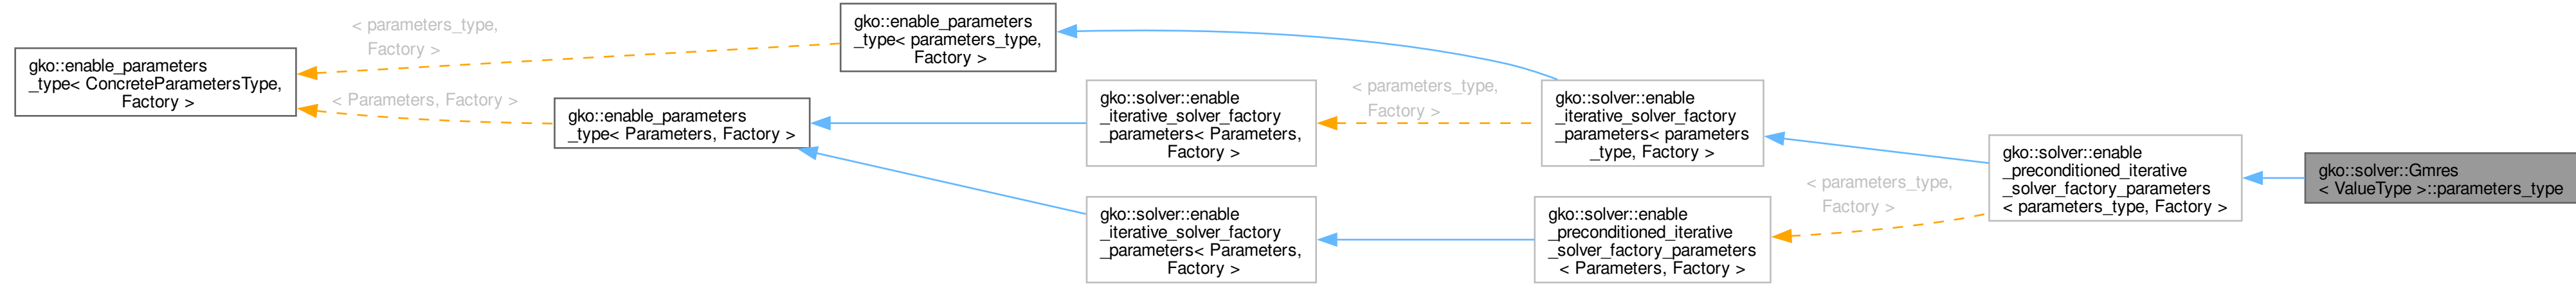 gko::enable_parameters
_type< ConcreteParametersType,
Factory >
< parameters_type,
Factory >
< Parameters, Factory >
gko::enable_parameters
_type< parameters_type,
Factory >
gko::enable_parameters
_type< Parameters, Factory >
gko::solver::enable
_iterative_solver_factory
_parameters< Parameters,
Factory >
gko::solver::enable
_iterative_solver_factory
_parameters< Parameters,
Factory >
< parameters_type,
Factory >
gko::solver::enable
_iterative_solver_factory
_parameters< parameters
_type, Factory >
gko::solver::enable
_preconditioned_iterative
_solver_factory_parameters
< Parameters, Factory >
< parameters_type,
Factory >
gko::solver::enable
_preconditioned_iterative
_solver_factory_parameters
< parameters_type, Factory >
gko::solver::Gmres
< ValueType >::parameters_type